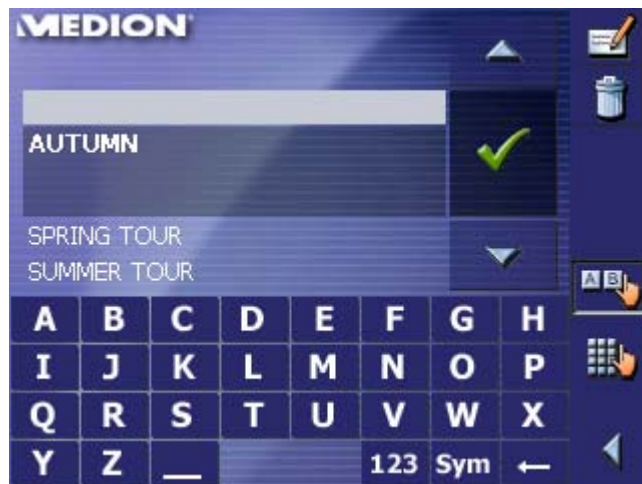 MEDION
AUTUMN
SPRING TOUR
SUMMER TOUR
A B
A B C D E F G H
I J K L M N O P
Q R S T U V W X
Y Z _ 123 Sym ←